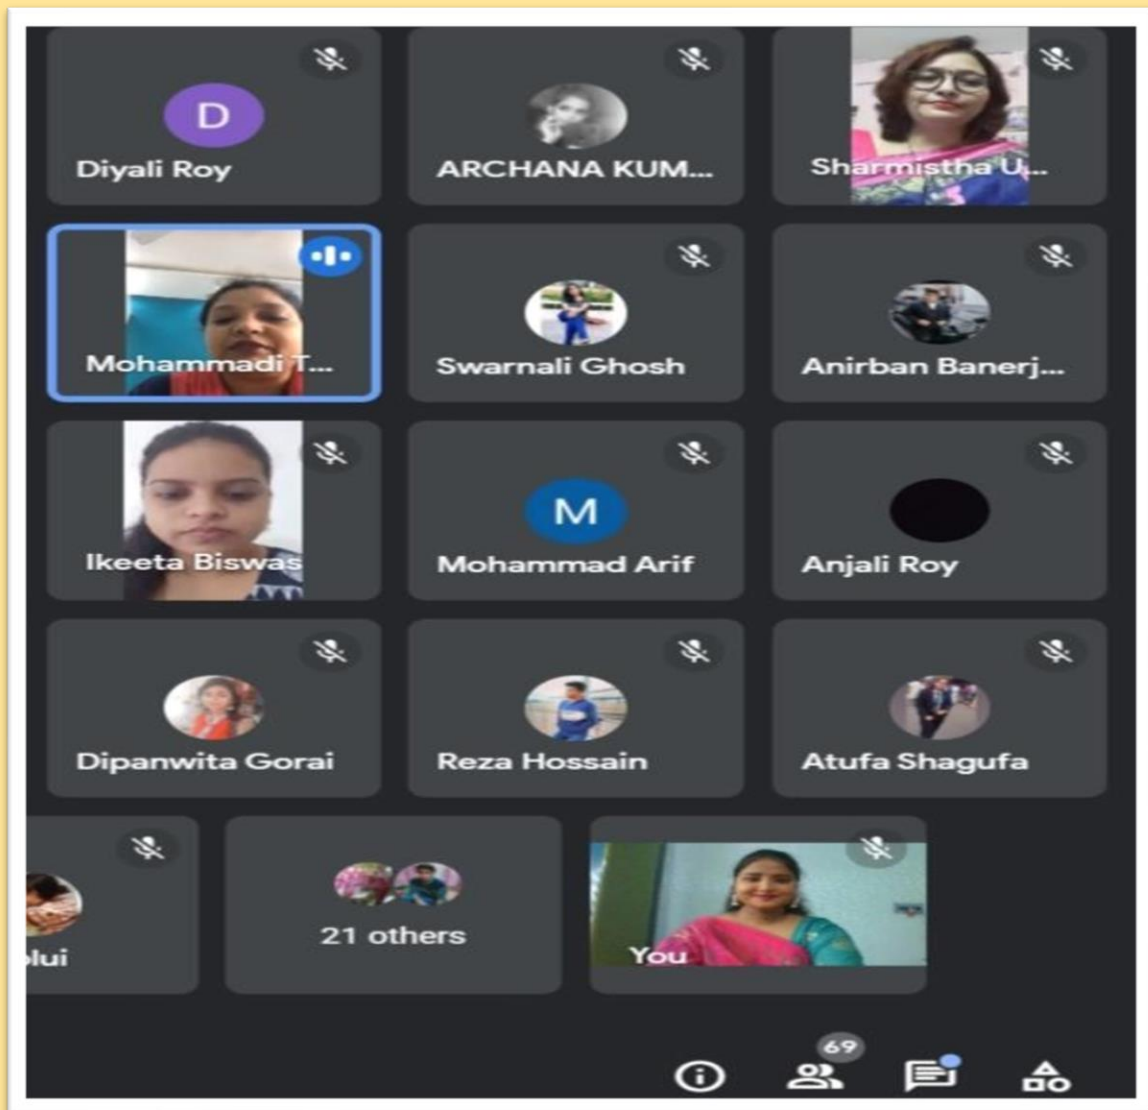 D
Diyali Roy
ARCHANA KUM...
Sharmistha U...
Mohammadi T...
Swarnali Ghosh
Anirban Banerj...
Ikeeta Biswas
M
Mohammad Arif
Anjali Roy
Dipanwita Gorai
Reza Hossain
Atufa Shagufa
lui
21 others
You
69